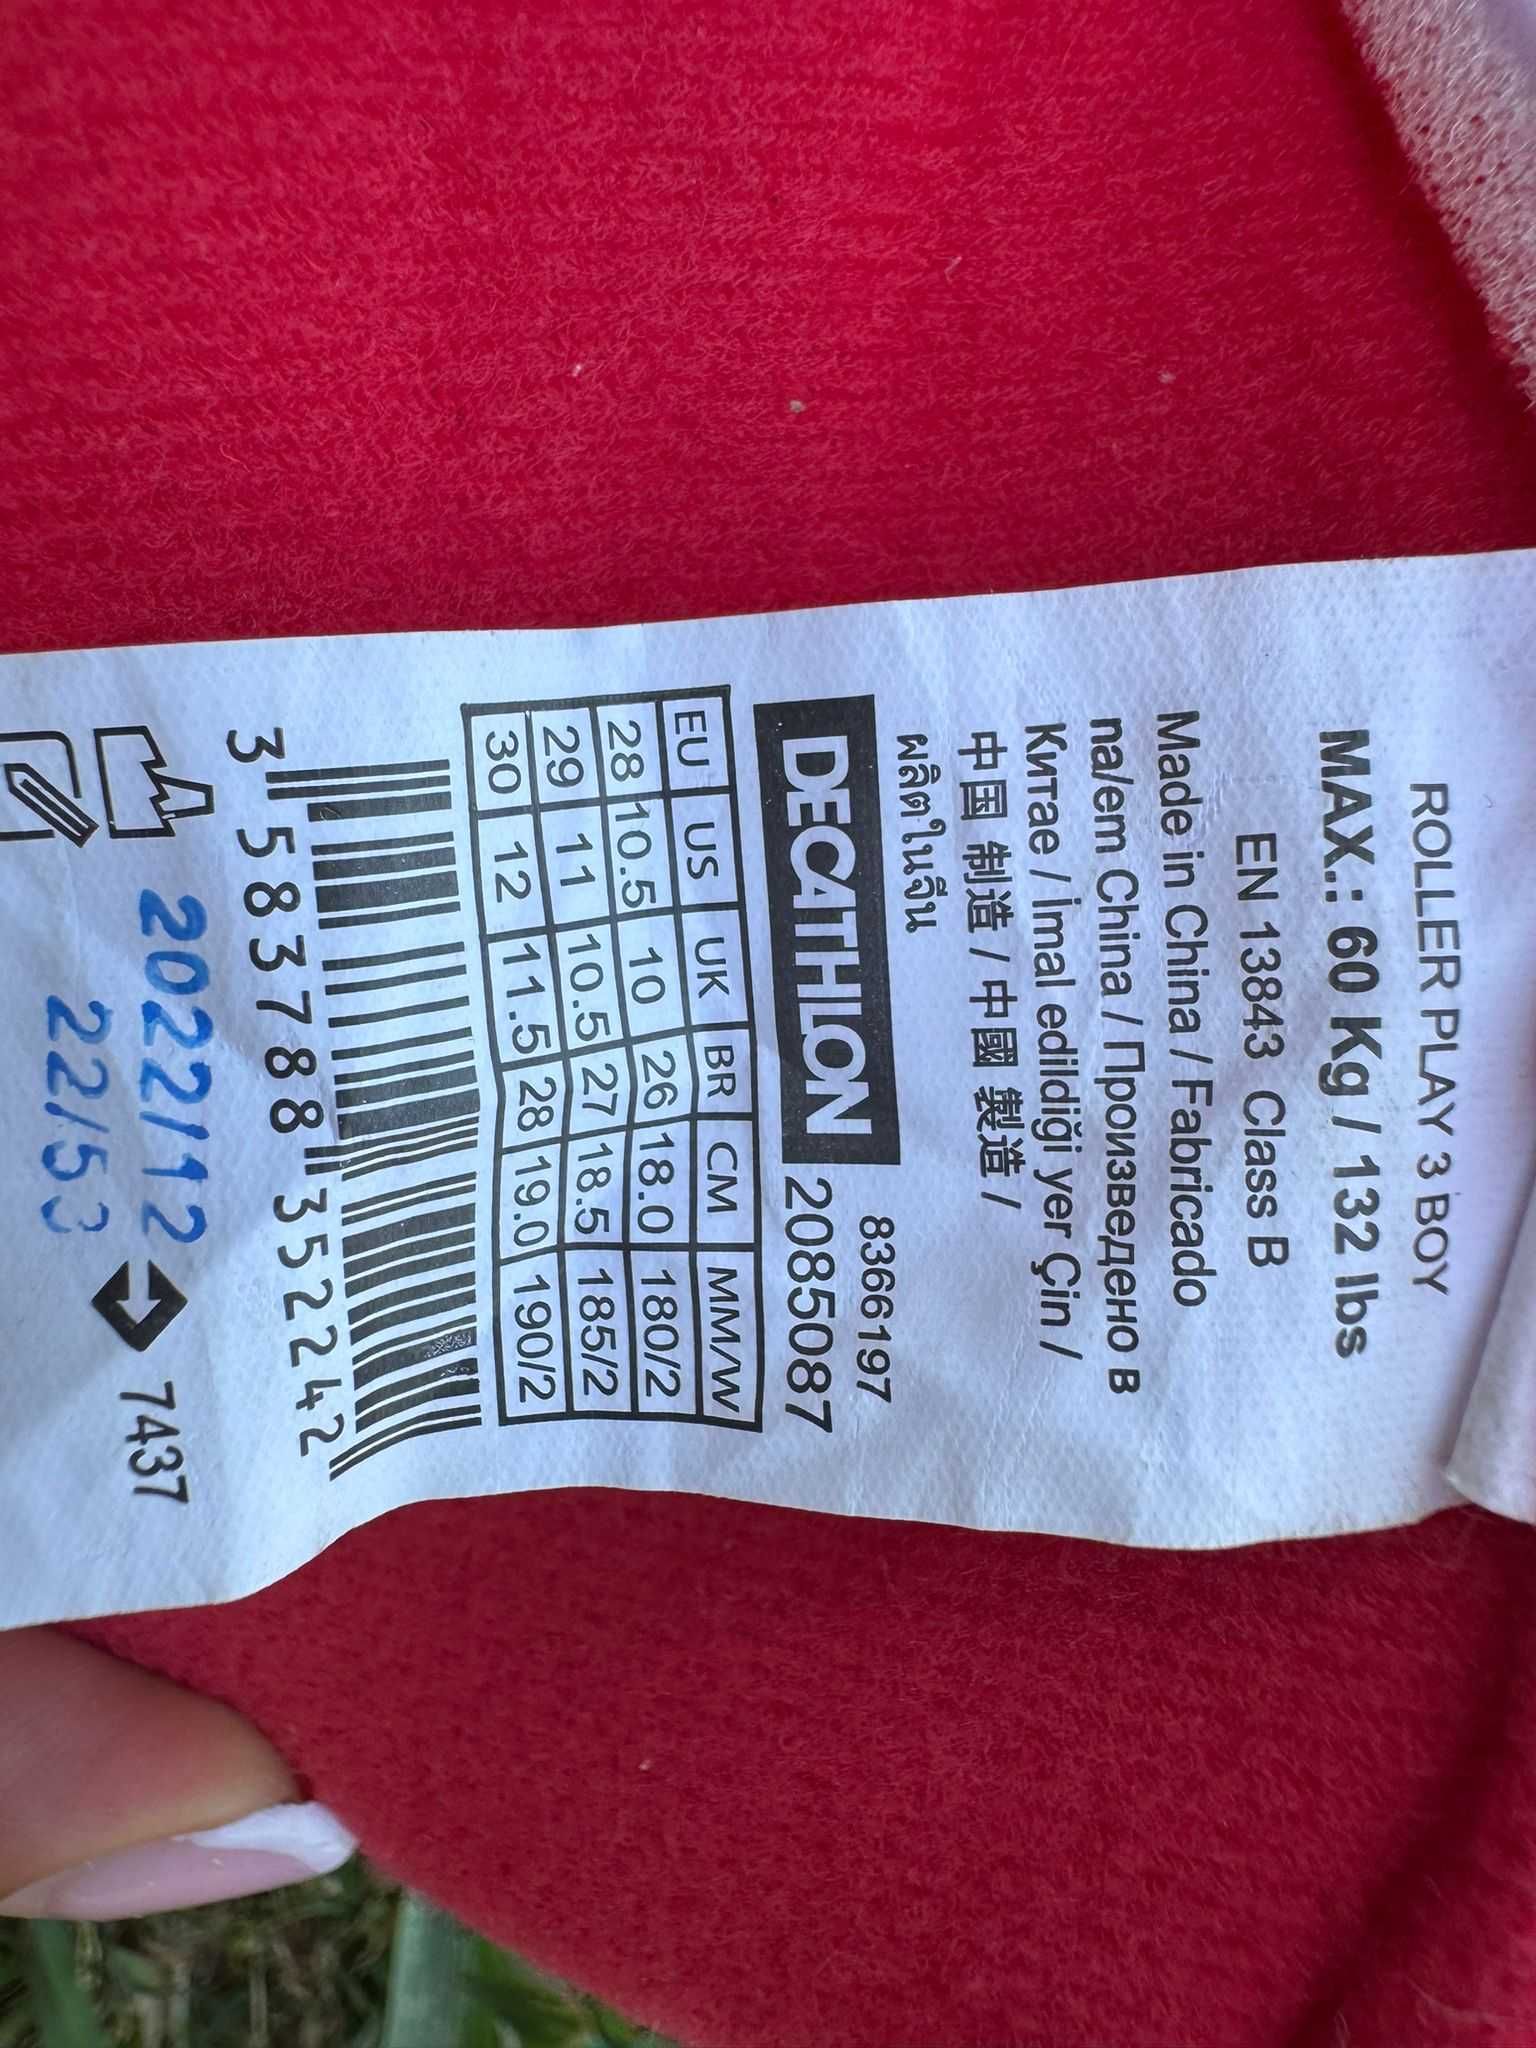 ROLLER PLAY 3 BOY
MAX.: 60 Kg / 132 lbs
EN 13843 Class B
Made in China / Fabricado
na/em China / Произведено в
Китае / İmal edildiği yer Çin /
中国 制造 / 中國 製造 /
ผลิตในจีน
8366197
DECATHLON 2085087
EU US UK BR CM MM/W
28 10.5 10 26 18.0 180/2
29 11 10.5 27 18.5 185/2
30 12 11.5 28 19.0 190/2
3 583788 352242
2022/12 7437
22/53